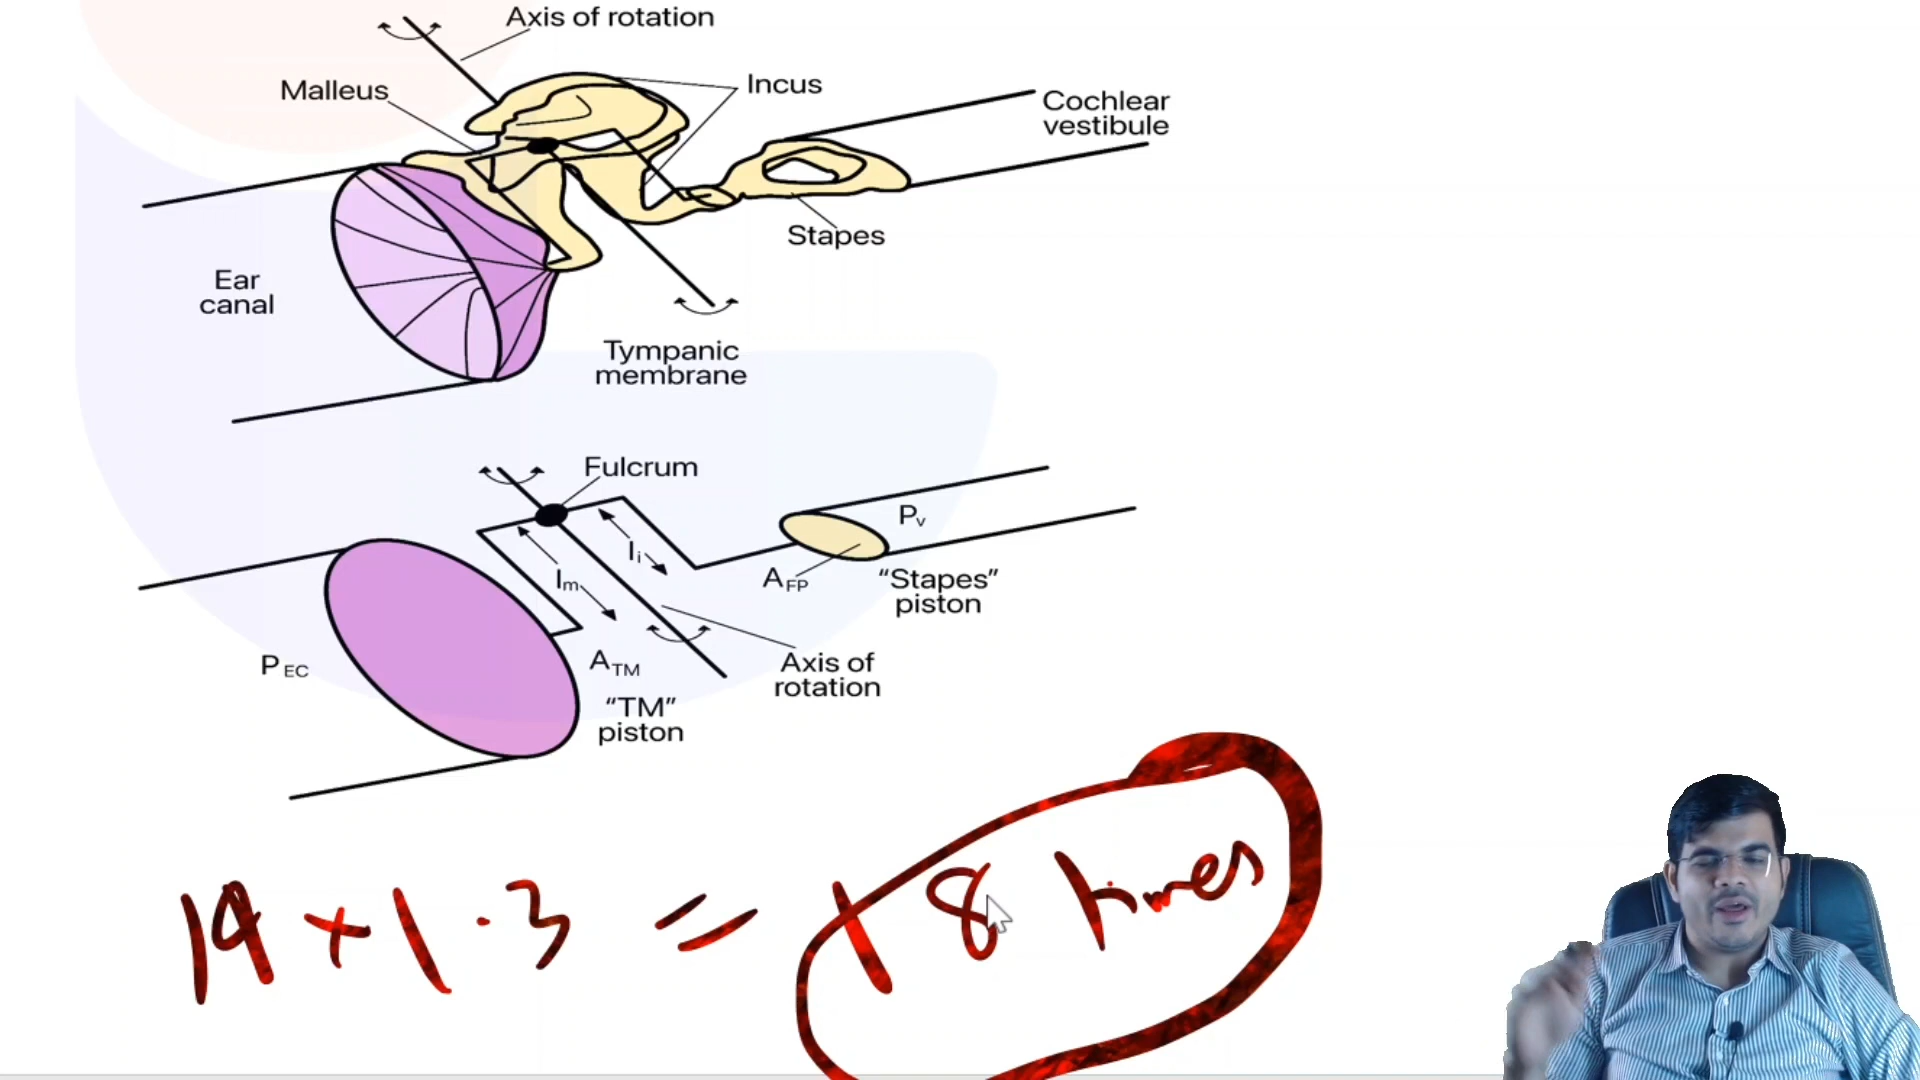 Axis of rotation
Malleus
Incus
Cochlear
vestibule
Stapes
Ear
canal
Tympanic
membrane
Fulcrum
Pv
li
lm
AFP
"Stapes"
piston
PEC
ATM
Axis of
rotation
"TM"
piston
14 × 1.3 = 18 times